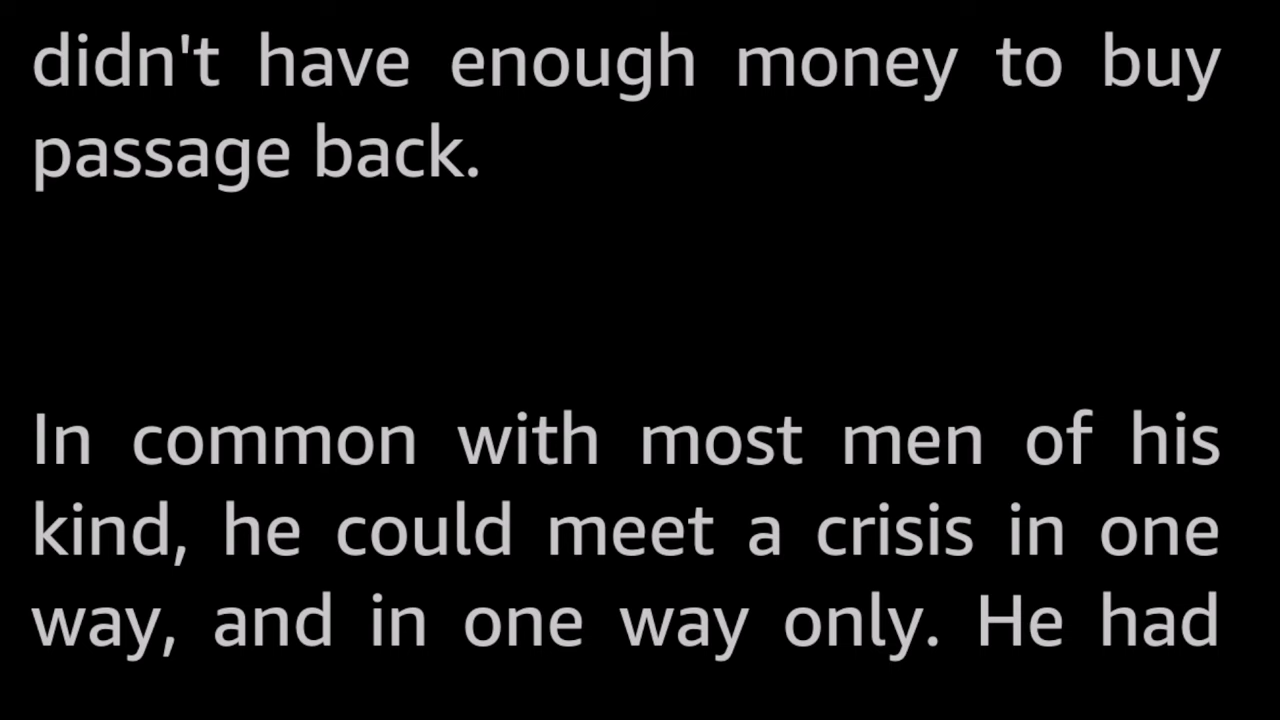 didn't have enough money to buy
passage back.
In common with most men of his
kind, he could meet a crisis in one
way, and in one way only. He had